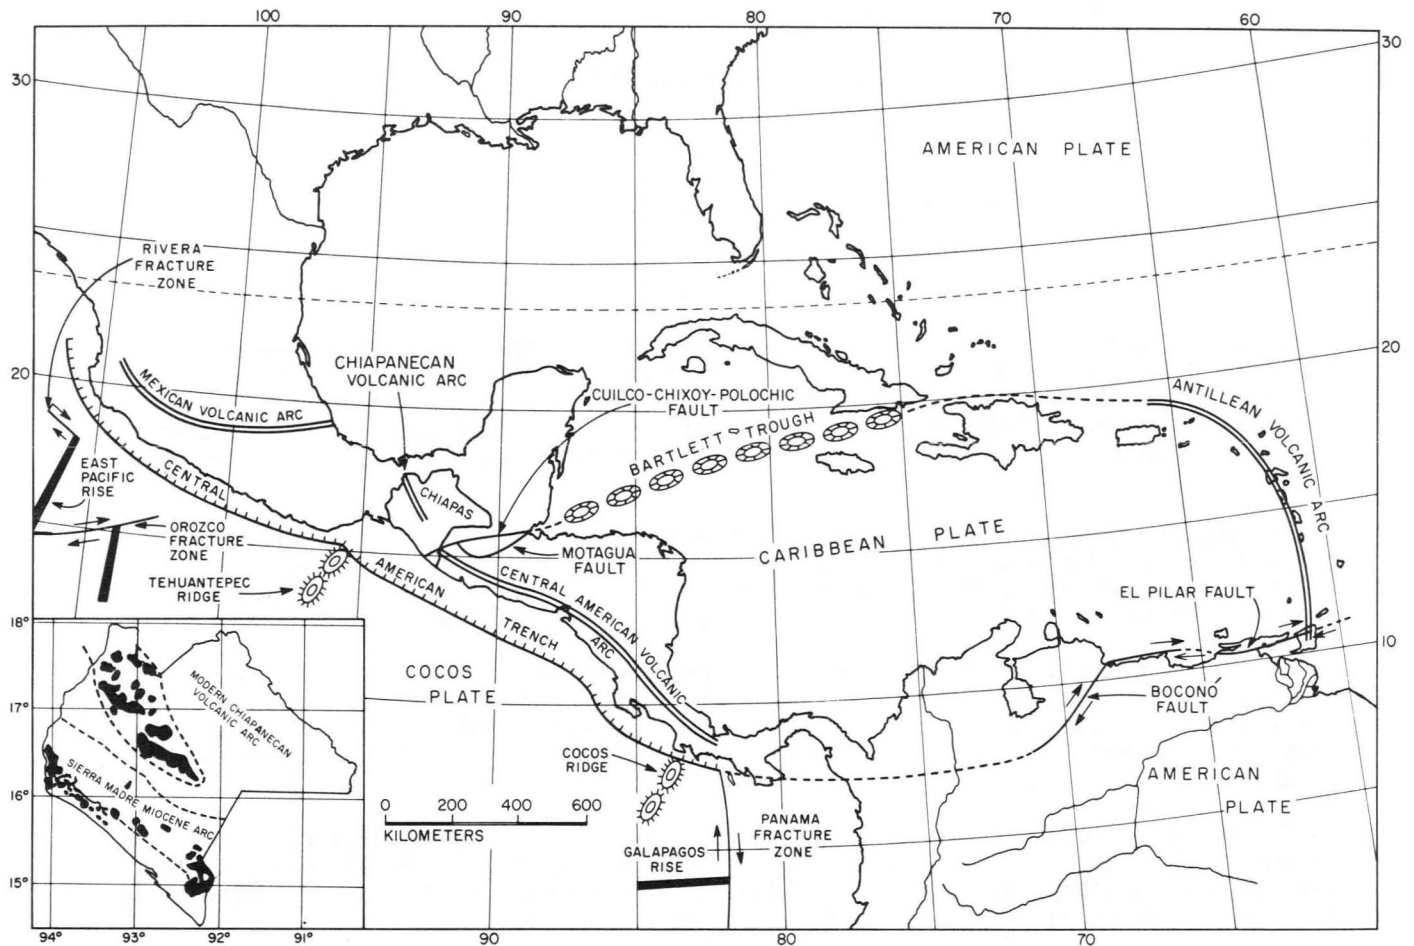 100
90
80
70
60
30
30
AMERICAN PLATE
RIVERA
FRACTURE
ZONE
20
20
CHIAPANECAN
VOLCANIC ARC
MEXICAN VOLCANIC ARC
CUILCO-CHIXOY-POLOCHIC
FAULT
ANTILLEAN VOLCANIC ARC
BARTLETT TROUGH
EAST
PACIFIC
RISE
CENTRAL
CHIAPAS
OROZCO
FRACTURE
ZONE
CARIBBEAN PLATE
MOTAGUA
FAULT
TEHUANTEPEC
RIDGE
AMERICAN
CENTRAL AMERICAN VOLCANIC
ARC
TRENCH
EL PILAR FAULT
10
COCOS
PLATE
BOCONÓ
FAULT
COCOS
RIDGE
AMERICAN
PLATE
0 200 400 600
KILOMETERS
PANAMA
FRACTURE
ZONE
GALAPAGOS
RISE
18°
17°
16°
15°
MODERN CHIAPANECAN
VOLCANIC ARC
SIERRA MADRE MIOCENE ARC
94° 93° 92° 91°
90
80
70